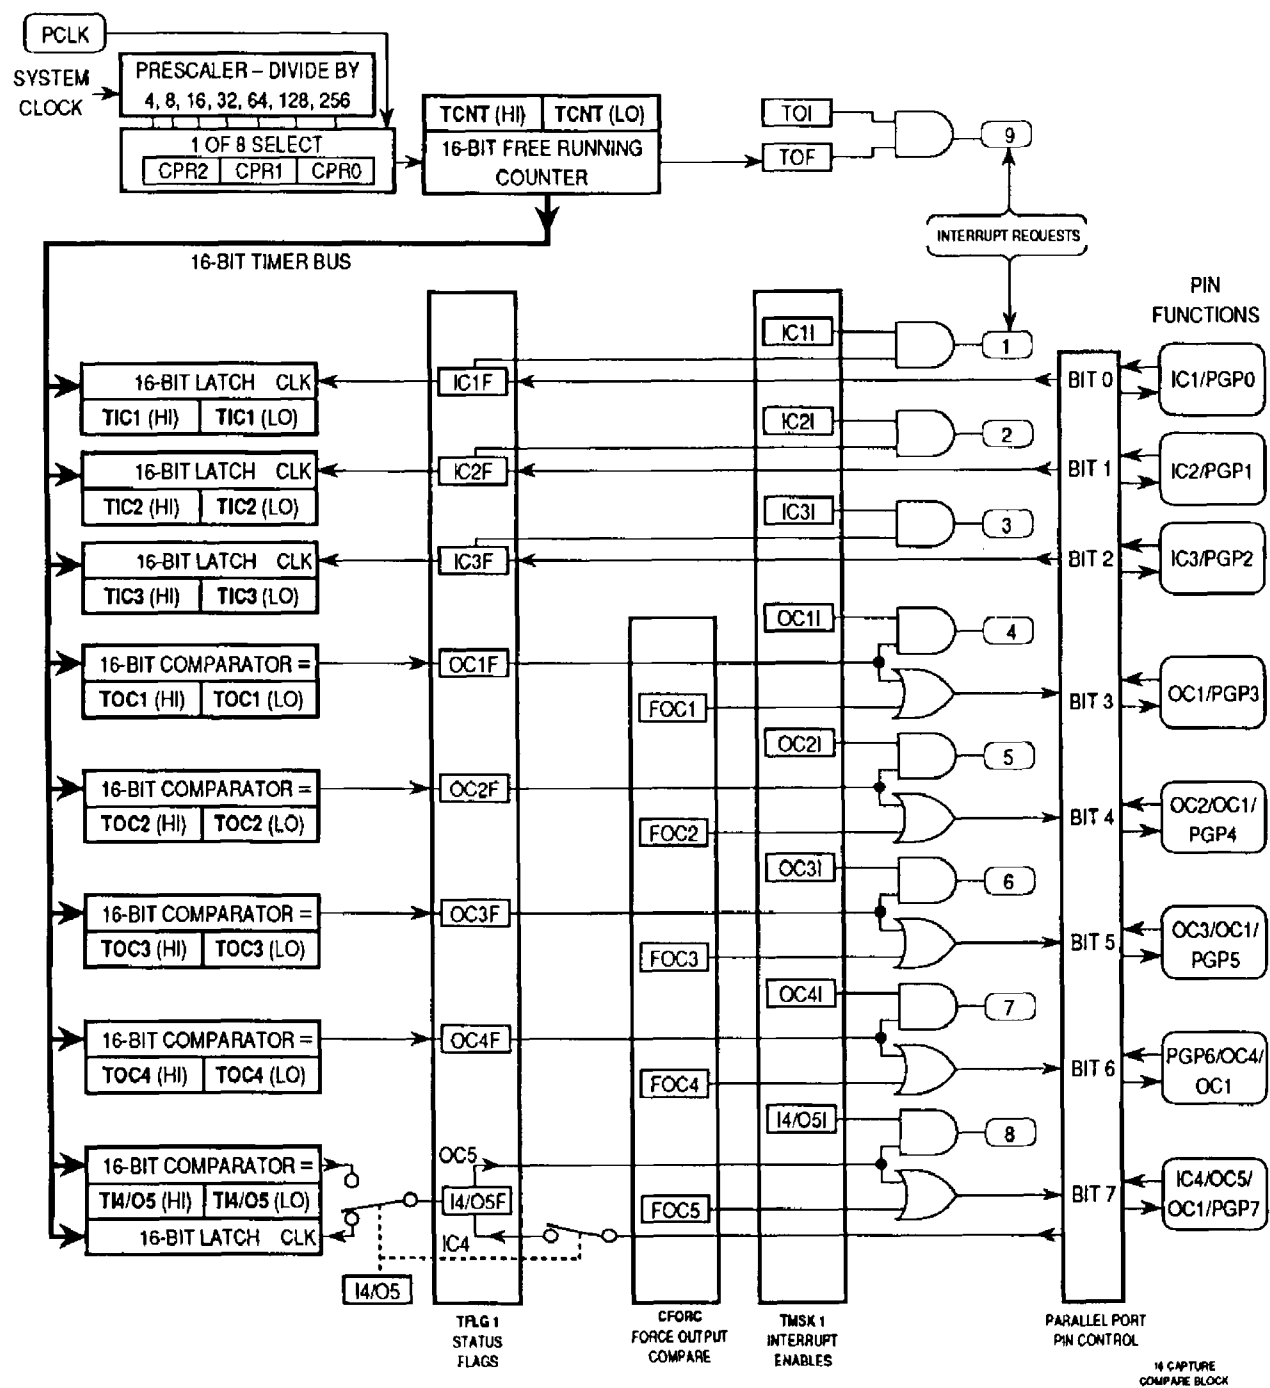 PCLK
SYSTEM
CLOCK
PRESCALER – DIVIDE BY
4, 8, 16, 32, 64, 128, 256
1 OF 8 SELECT
CPR2 CPR1 CPR0
TCNT (HI) TCNT (LO)
16-BIT FREE RUNNING
COUNTER
TOI
TOF
9
INTERRUPT REQUESTS
16-BIT TIMER BUS
PIN
FUNCTIONS
IC1I
1
16-BIT LATCH CLK
IC1F
BIT 0
IC1/PGP0
TIC1 (HI) TIC1 (LO)
IC2I
2
16-BIT LATCH CLK
IC2F
BIT 1
IC2/PGP1
TIC2 (HI) TIC2 (LO)
IC3I
3
16-BIT LATCH CLK
IC3F
BIT 2
IC3/PGP2
TIC3 (HI) TIC3 (LO)
OC1I
4
16-BIT COMPARATOR =
OC1F
TOC1 (HI) TOC1 (LO)
FOC1
BIT 3
OC1/PGP3
OC2I
5
16-BIT COMPARATOR =
OC2F
TOC2 (HI) TOC2 (LO)
FOC2
BIT 4
OC2/OC1/
PGP4
OC3I
6
16-BIT COMPARATOR =
OC3F
TOC3 (HI) TOC3 (LO)
FOC3
BIT 5
OC3/OC1/
PGP5
OC4I
7
16-BIT COMPARATOR =
OC4F
TOC4 (HI) TOC4 (LO)
FOC4
BIT 6
PGP6/OC4/
OC1
I4/O5I
8
16-BIT COMPARATOR =
OC5
TI4/O5 (HI) TI4/O5 (LO)
I4/O5F
FOC5
BIT 7
IC4/OC5/
OC1/PGP7
16-BIT LATCH CLK
IC4
I4/O5
TFLG 1
STATUS
FLAGS
CFORC
FORCE OUTPUT
COMPARE
TMSK 1
INTERRUPT
ENABLES
PARALLEL PORT
PIN CONTROL
16 CAPTURE
COMPARE BLOCK